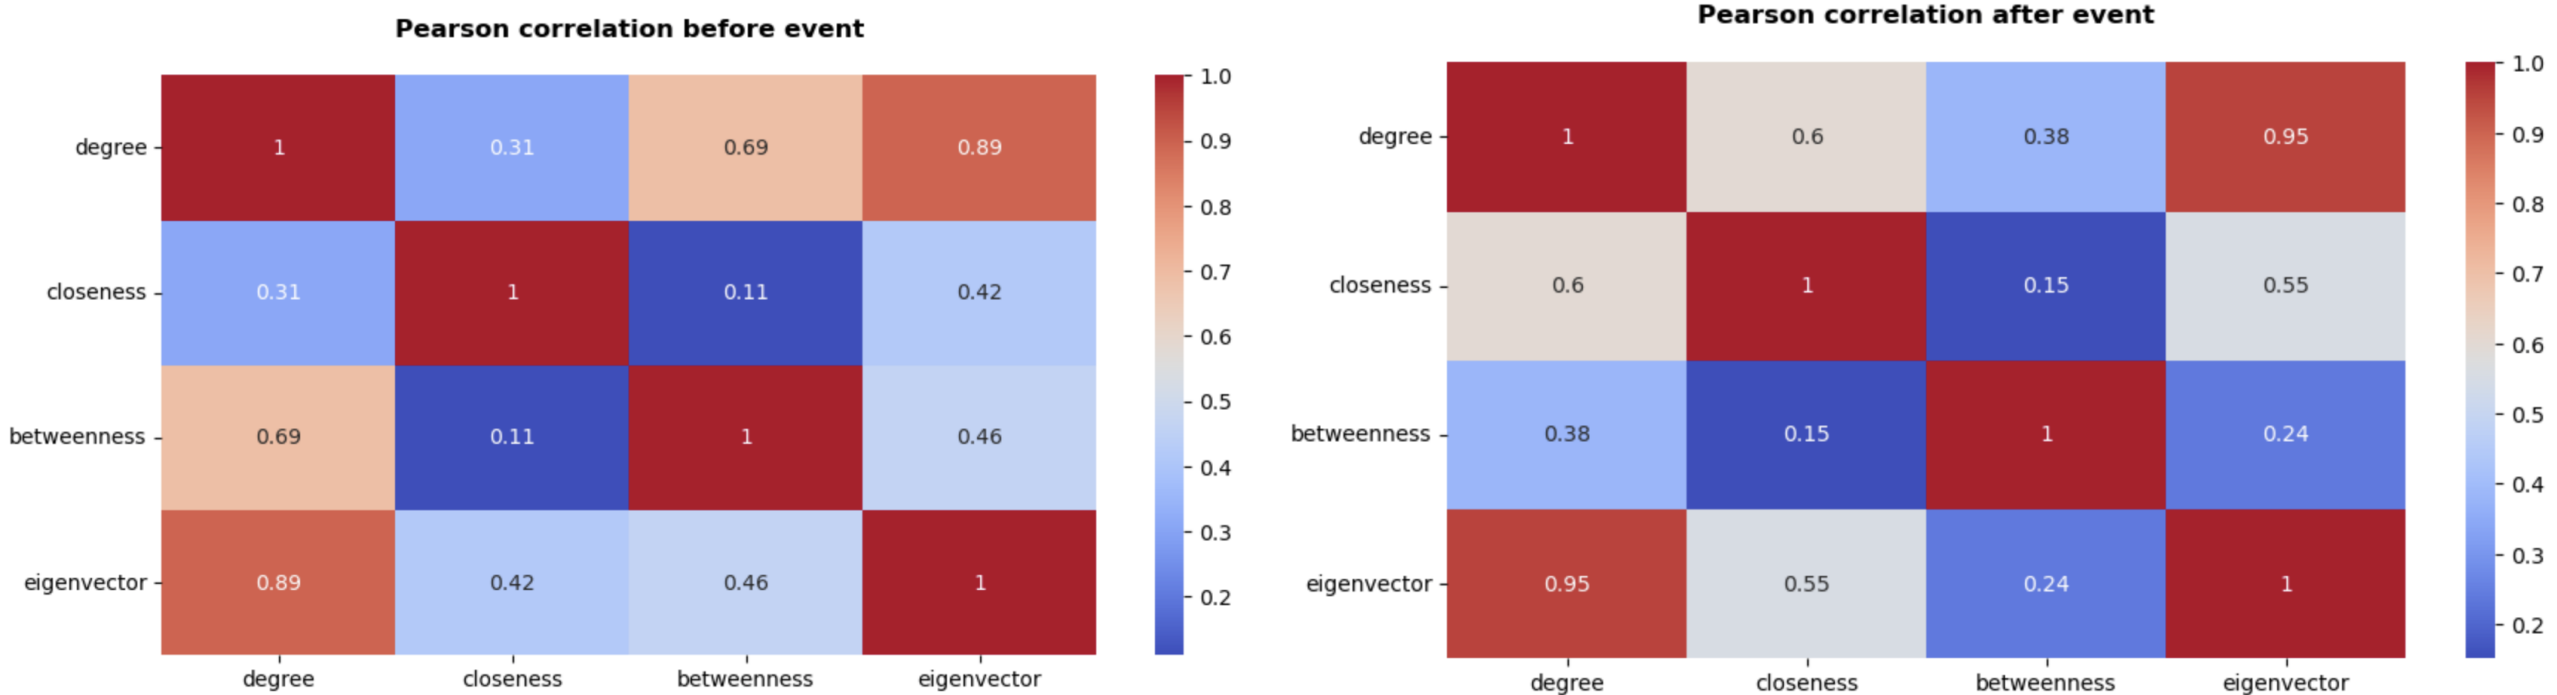 Pearson correlation before event
degree 1 0.31 0.69 0.89
closeness 0.31 1 0.11 0.42
betweenness 0.69 0.11 1 0.46
eigenvector 0.89 0.42 0.46 1
degree closeness betweenness eigenvector
1.0
0.9
0.8
0.7
0.6
0.5
0.4
0.3
0.2
Pearson correlation after event
degree 1 0.6 0.38 0.95
closeness 0.6 1 0.15 0.55
betweenness 0.38 0.15 1 0.24
eigenvector 0.95 0.55 0.24 1
degree closeness betweenness eigenvector
1.0
0.9
0.8
0.7
0.6
0.5
0.4
0.3
0.2